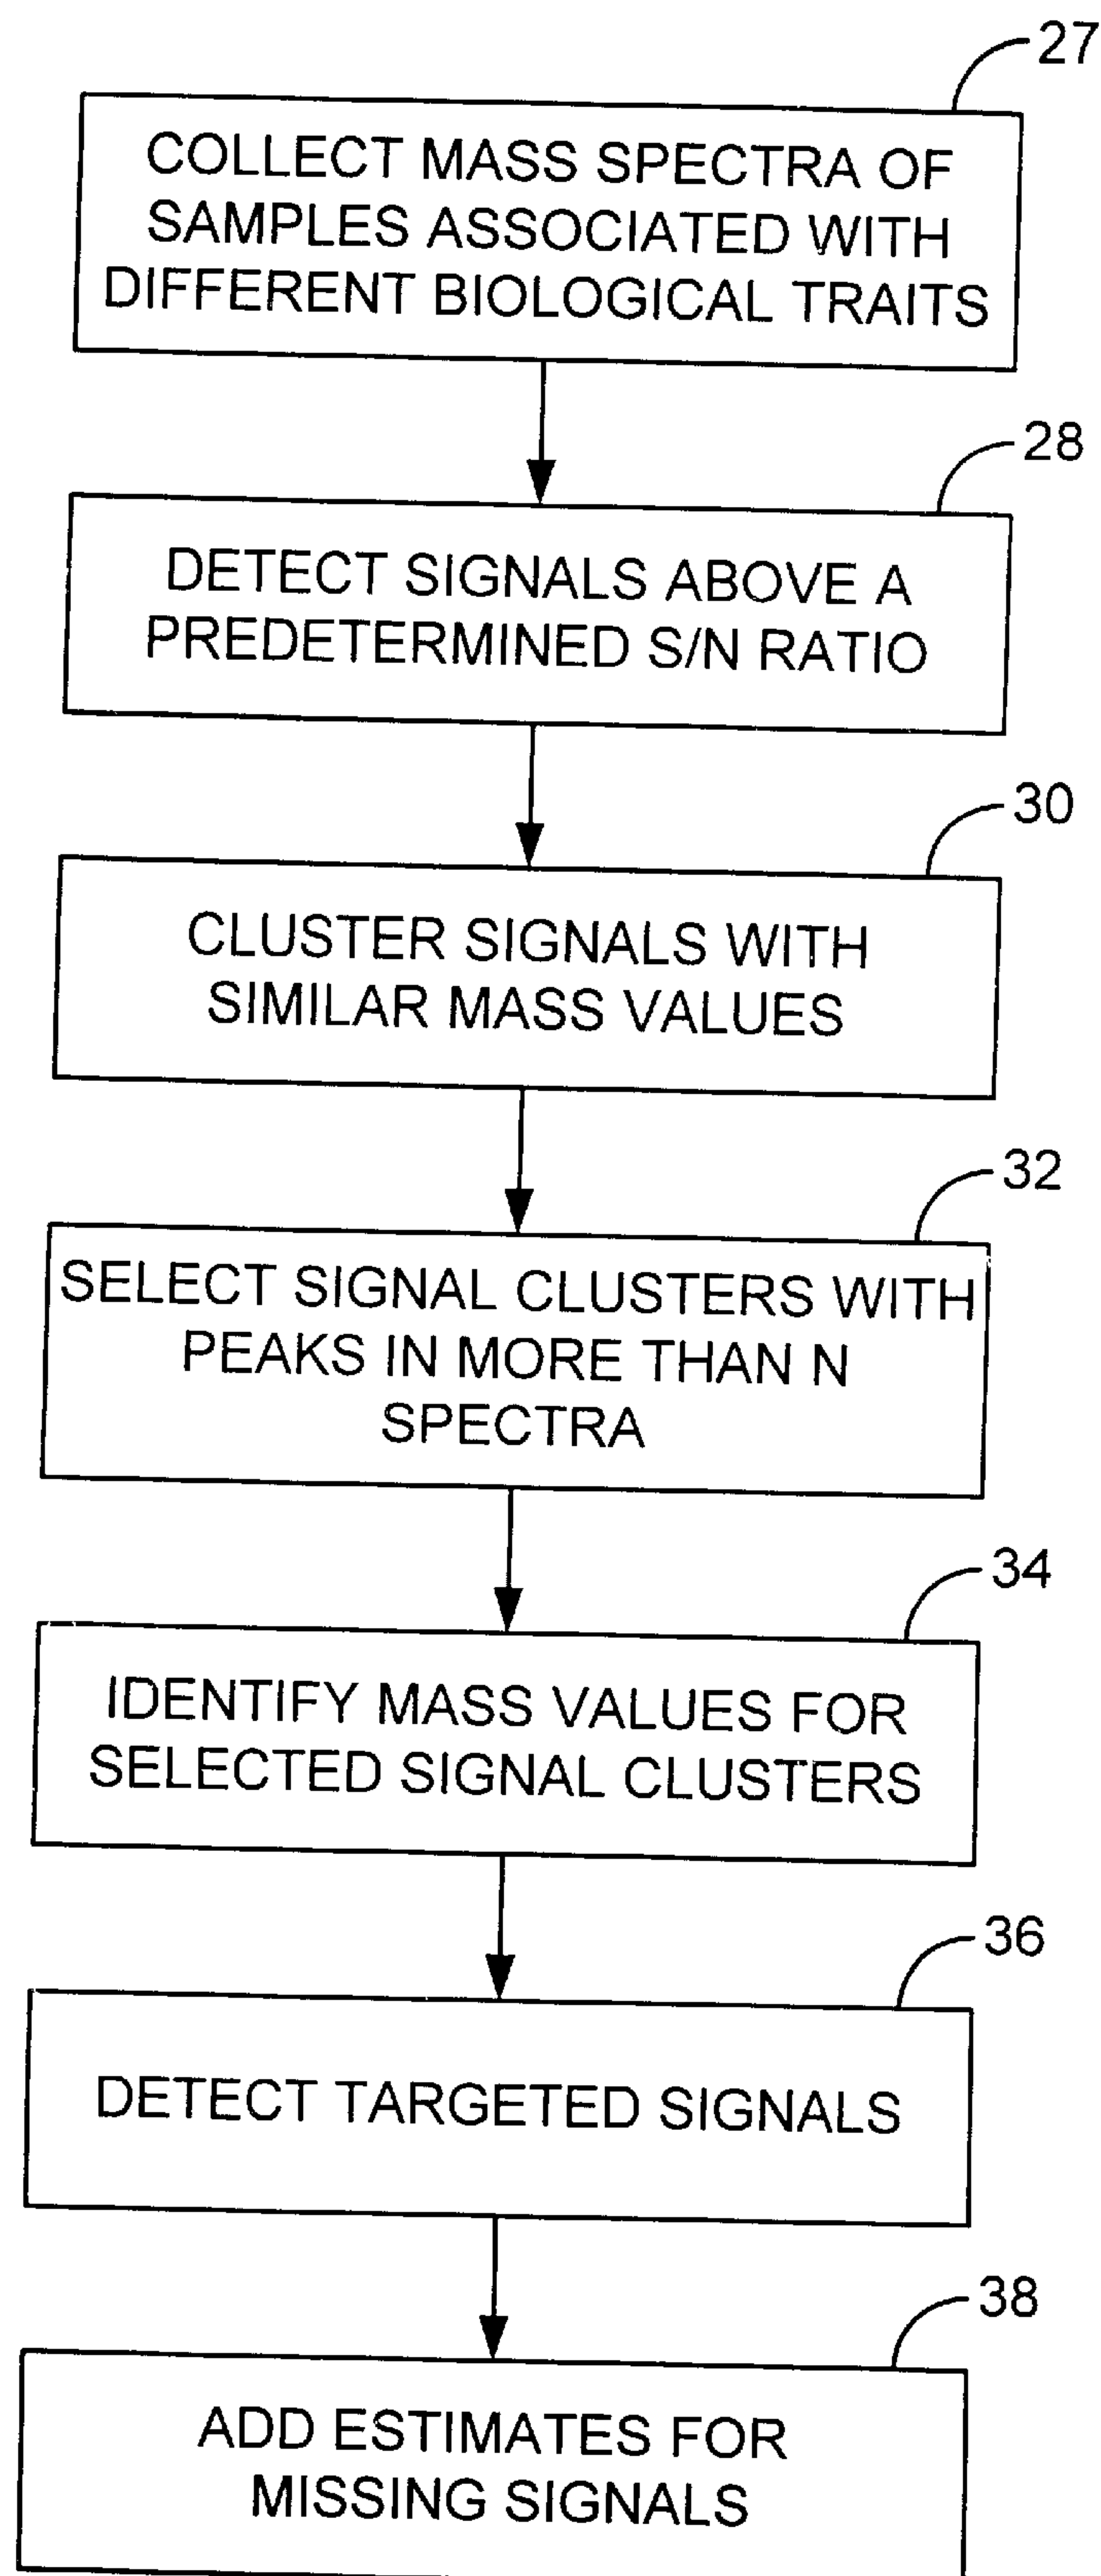 27
COLLECT MASS SPECTRA OF
SAMPLES ASSOCIATED WITH
DIFFERENT BIOLOGICAL TRAITS
28
DETECT SIGNALS ABOVE A
PREDETERMINED S/N RATIO
30
CLUSTER SIGNALS WITH
SIMILAR MASS VALUES
32
SELECT SIGNAL CLUSTERS WITH
PEAKS IN MORE THAN N
SPECTRA
34
IDENTIFY MASS VALUES FOR
SELECTED SIGNAL CLUSTERS
36
DETECT TARGETED SIGNALS
38
ADD ESTIMATES FOR
MISSING SIGNALS